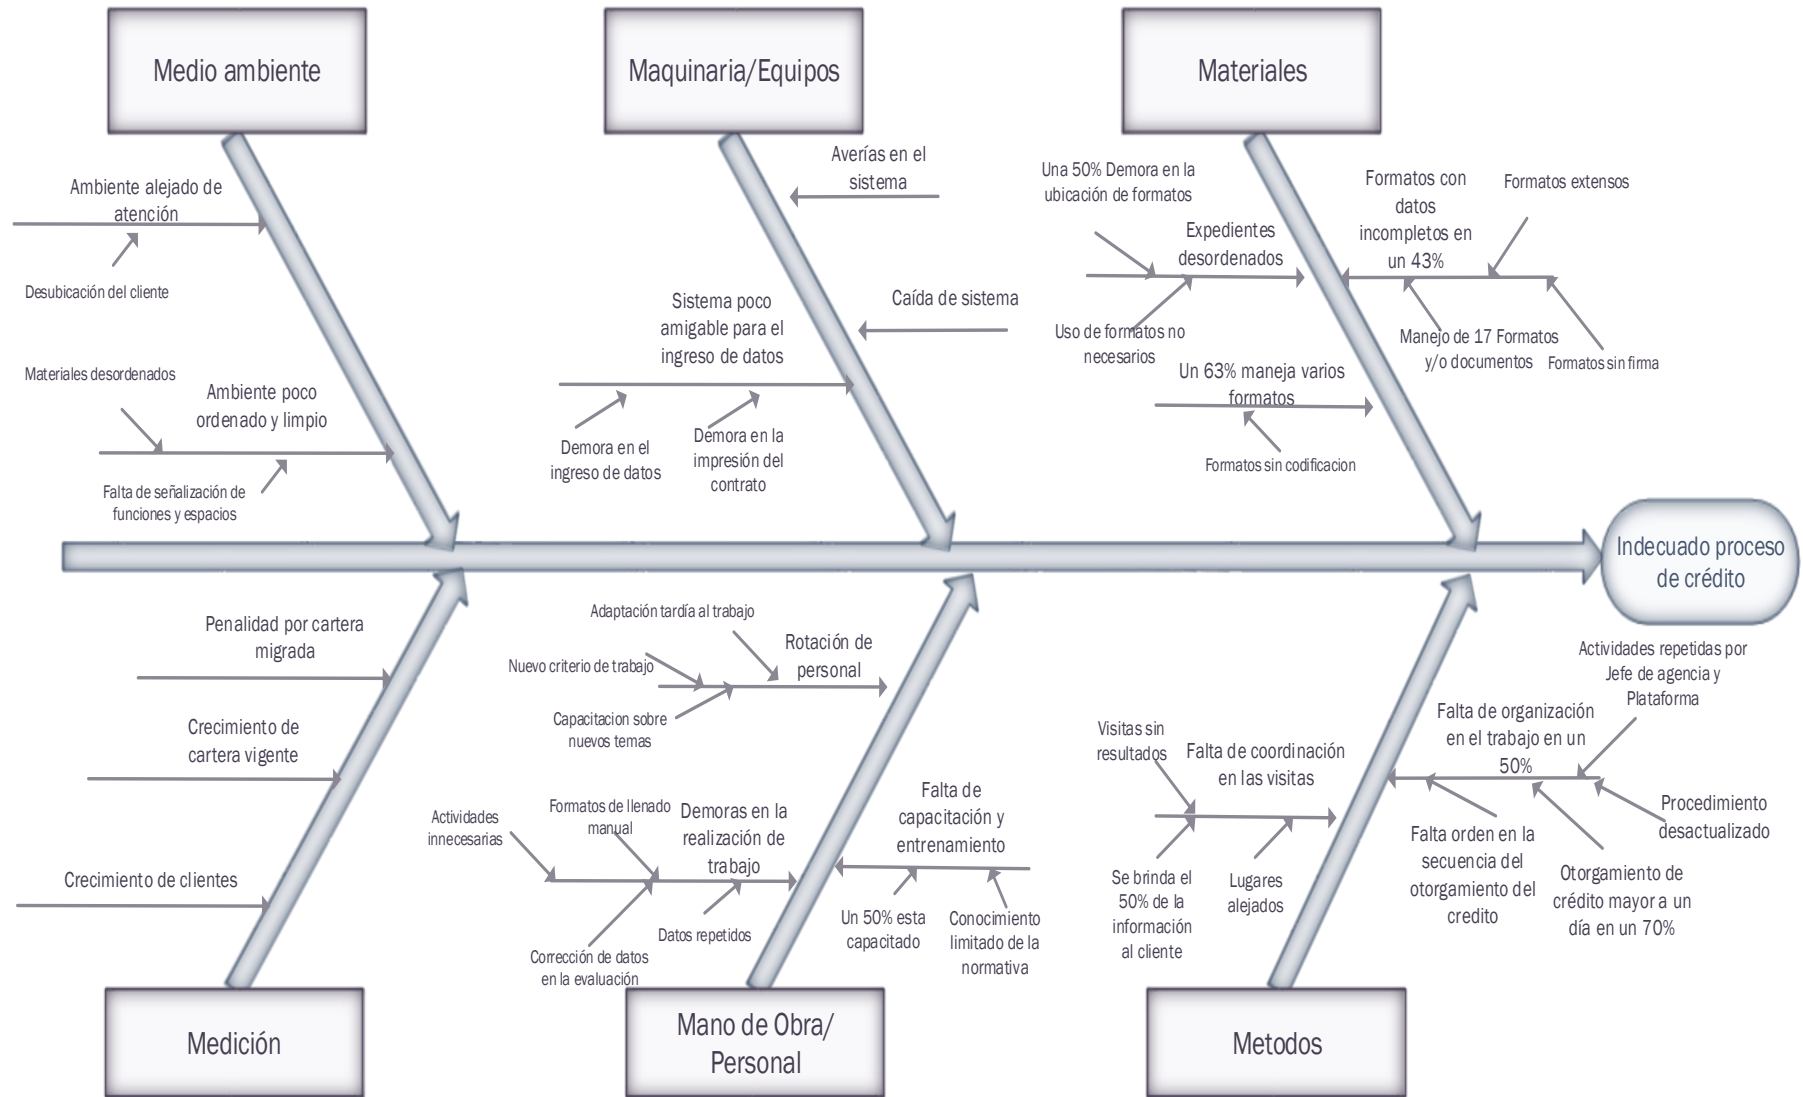 Medio ambiente
Maquinaria/Equipos
Materiales
Ambiente alejado de
atención
Desubicación del cliente
Materiales desordenados
Ambiente poco
ordenado y limpio
Falta de señalización de
funciones y espacios
Averías en el
sistema
Caída de sistema
Sistema poco
amigable para el
ingreso de datos
Demora en el
ingreso de datos
Demora en la
impresión del
contrato
Una 50% Demora en la
ubicación de formatos
Expedientes
desordenados
Uso de formatos no
necesarios
Formatos con
datos
incompletos en
un 43%
Formatos extensos
Manejo de 17 Formatos
y/o documentos
Formatos sin firma
Un 63% maneja varios
formatos
Formatos sin codificacion
Indecuado proceso
de crédito
Penalidad por cartera
migrada
Crecimiento de
cartera vigente
Crecimiento de clientes
Adaptación tardía al trabajo
Rotación de
personal
Nuevo criterio de trabajo
Capacitacion sobre
nuevos temas
Actividades
innecesarias
Formatos de llenado
manual
Demoras en la
realización de
trabajo
Corrección de datos
en la evaluación
Datos repetidos
Falta de
capacitación y
entrenamiento
Un 50% esta
capacitado
Conocimiento
limitado de la
normativa
Visitas sin
resultados
Falta de coordinación
en las visitas
Se brinda el
50% de la
información
al cliente
Lugares
alejados
Actividades repetidas por
Jefe de agencia y
Plataforma
Falta de organización
en el trabajo en un
50%
Procedimiento
desactualizado
Falta orden en la
secuencia del
otorgamiento del
credito
Otorgamiento de
crédito mayor a un
día en un 70%
Medición
Mano de Obra/
Personal
Metodos